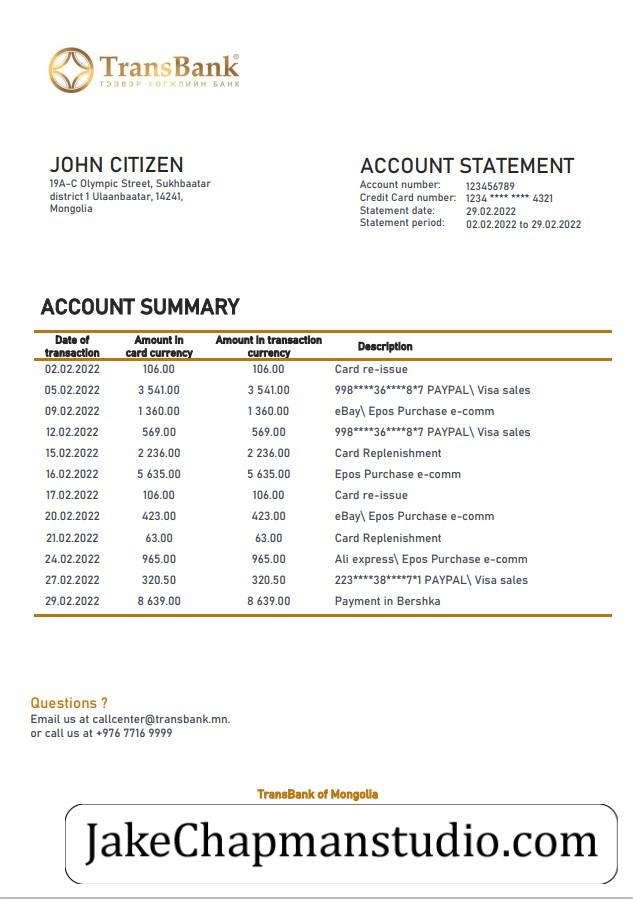 TransBank®
ТЭЭВЭР ХӨГЖЛИЙН БАНК
JOHN CITIZEN
19A-C Olympic Street, Sukhbaatar
district 1 Ulaanbaatar, 14241,
Mongolia
ACCOUNT STATEMENT
Account number: 123456789
Credit Card number: 1234 **** **** 4321
Statement date: 29.02.2022
Statement period: 02.02.2022 to 29.02.2022
ACCOUNT SUMMARY
Date of transaction Amount in card currency Amount in transaction currency Description
02.02.2022 106.00 106.00 Card re-issue
05.02.2022 3 541.00 3 541.00 998****36****8*7 PAYPAL\ Visa sales
09.02.2022 1 360.00 1 360.00 eBay\ Epos Purchase e-comm
12.02.2022 569.00 569.00 998****36****8*7 PAYPAL\ Visa sales
15.02.2022 2 236.00 2 236.00 Card Replenishment
16.02.2022 5 635.00 5 635.00 Epos Purchase e-comm
17.02.2022 106.00 106.00 Card re-issue
20.02.2022 423.00 423.00 eBay\ Epos Purchase e-comm
21.02.2022 63.00 63.00 Card Replenishment
24.02.2022 965.00 965.00 Ali express\ Epos Purchase e-comm
27.02.2022 320.50 320.50 223****38****7*1 PAYPAL\ Visa sales
29.02.2022 8 639.00 8 639.00 Payment in Bershka
Questions ?
Email us at callcenter@transbank.mn.
or call us at +976 7716 9999
TransBank of Mongolia
JakeChapmanstudio.com